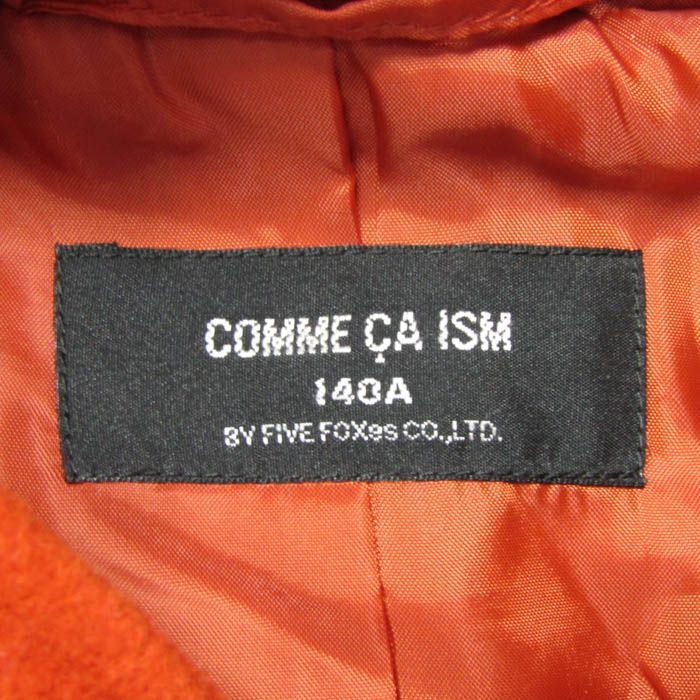 COMME ÇA ISM
140A
BY FIVE FOXes CO.,LTD.